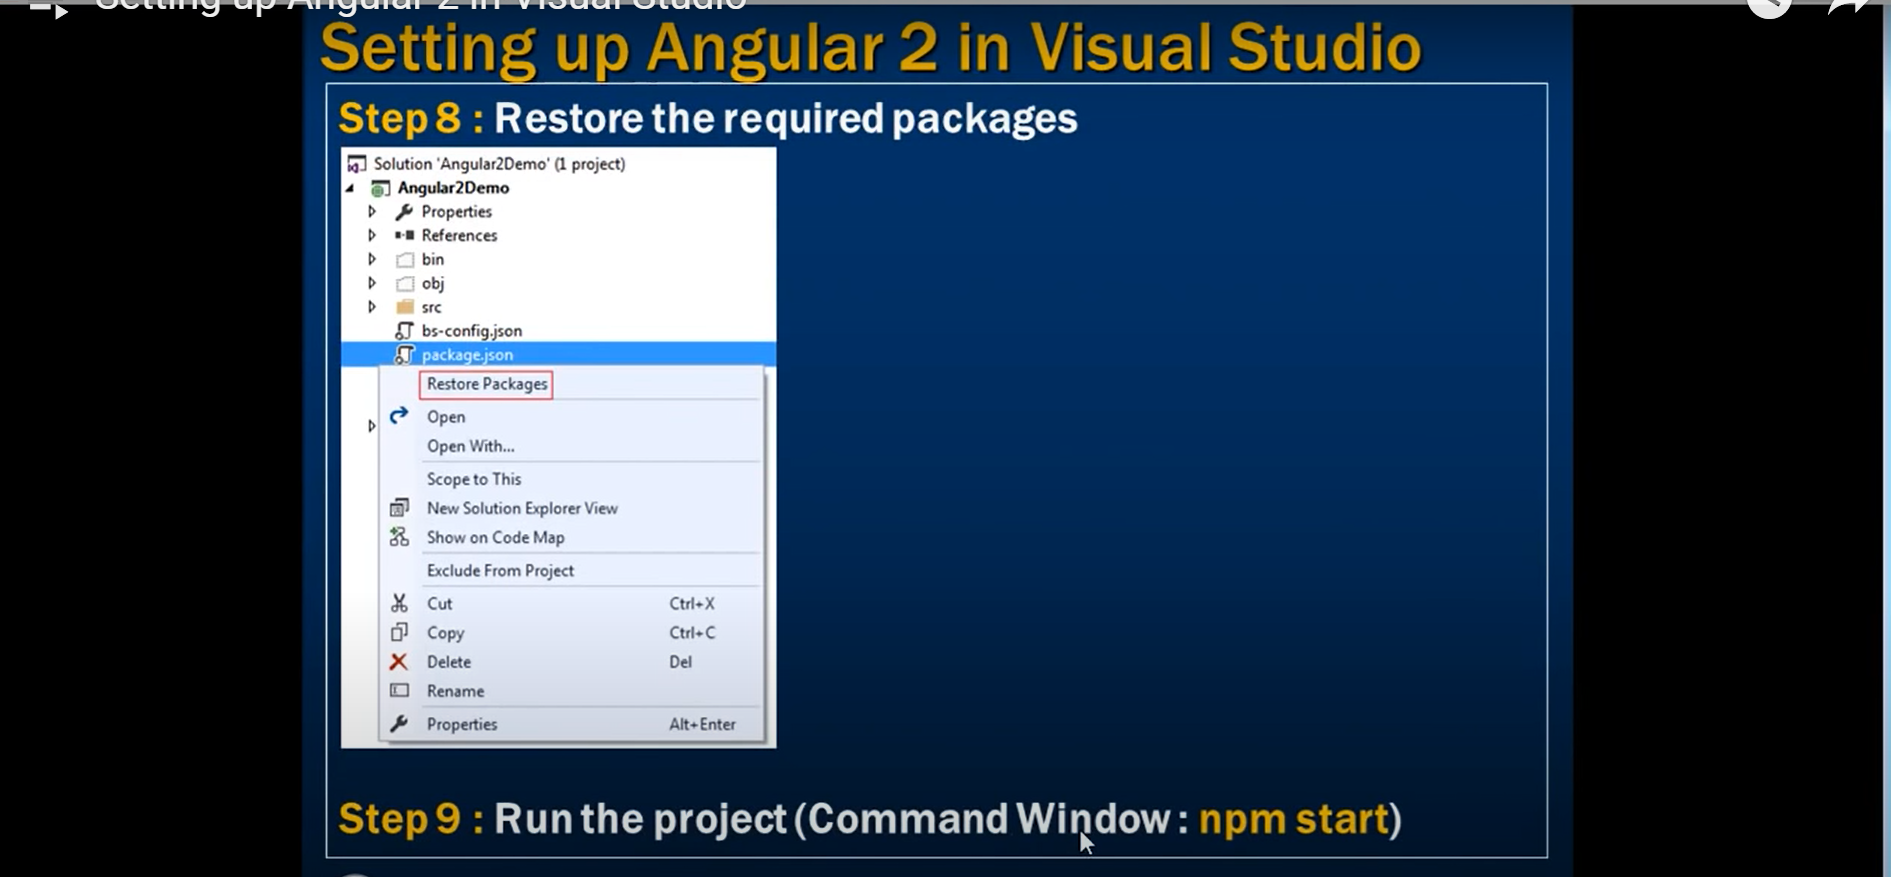 Setting up Angular 2 in Visual Studio
Setting up Angular 2 in Visual Studio
Step 8 : Restore the required packages
Solution 'Angular2Demo' (1 project)
Angular2Demo
Properties
References
bin
obj
src
bs-config.json
package.json
Restore Packages
Open
Open With...
Scope to This
New Solution Explorer View
Show on Code Map
Exclude From Project
Cut Ctrl+X
Copy Ctrl+C
Delete Del
Rename
Properties Alt+Enter
Step 9 : Run the project (Command Window : npm start)